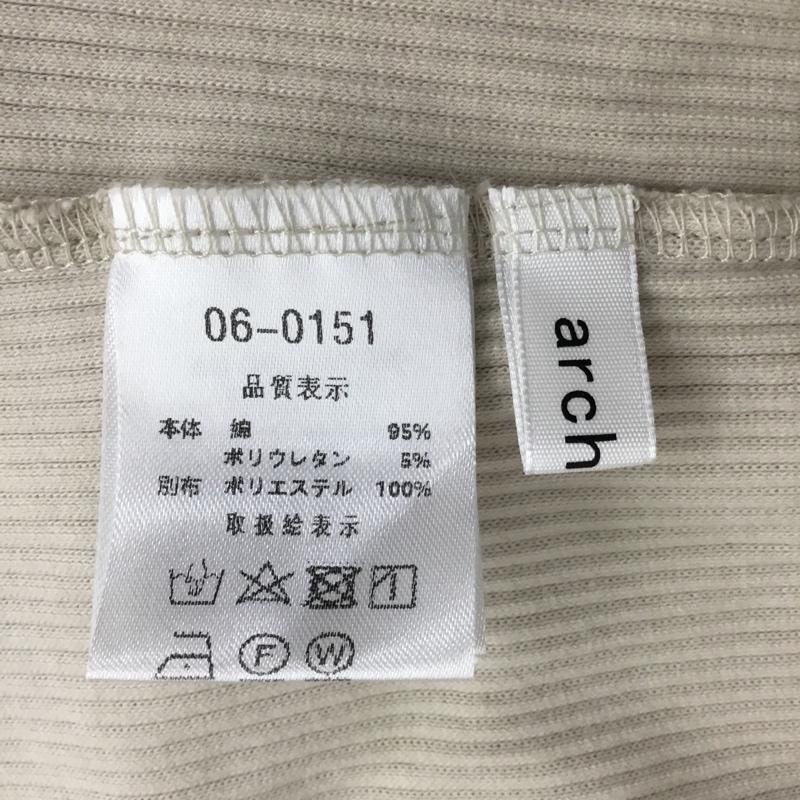 06-0151
品質表示
本体 綿 95%
ポリウレタン 5%
別布 ポリエステル 100%
取扱絵表示
F W
arch